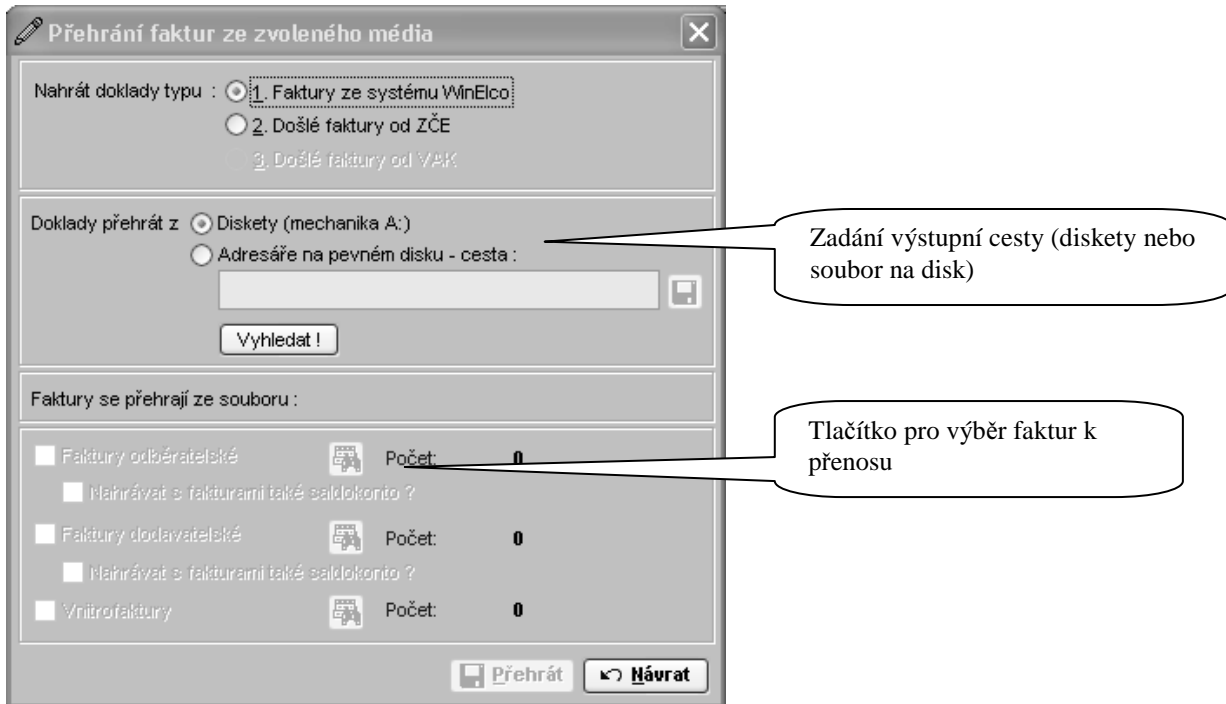 Přehrání faktur ze zvoleného média
Nahrát doklady typu : 1. Faktury ze systému WinElco
2. Došlé faktury od ZČE
3. Došlé faktury od VAK
Doklady přehrát z Diskety (mechanika A:)
Adresáře na pevném disku - cesta :
Zadání výstupní cesty (diskety nebo
soubor na disk)
Vyhledat !
Faktury se přehrají ze souboru :
Tlačítko pro výběr faktur k
přenosu
Faktury odběratelské Počet: 0
Nahrávat s fakturami také saldokonto ?
Faktury dodavatelské Počet: 0
Nahrávat s fakturami také saldokonto ?
Vnitrofaktury Počet: 0
Přehrát Návrat